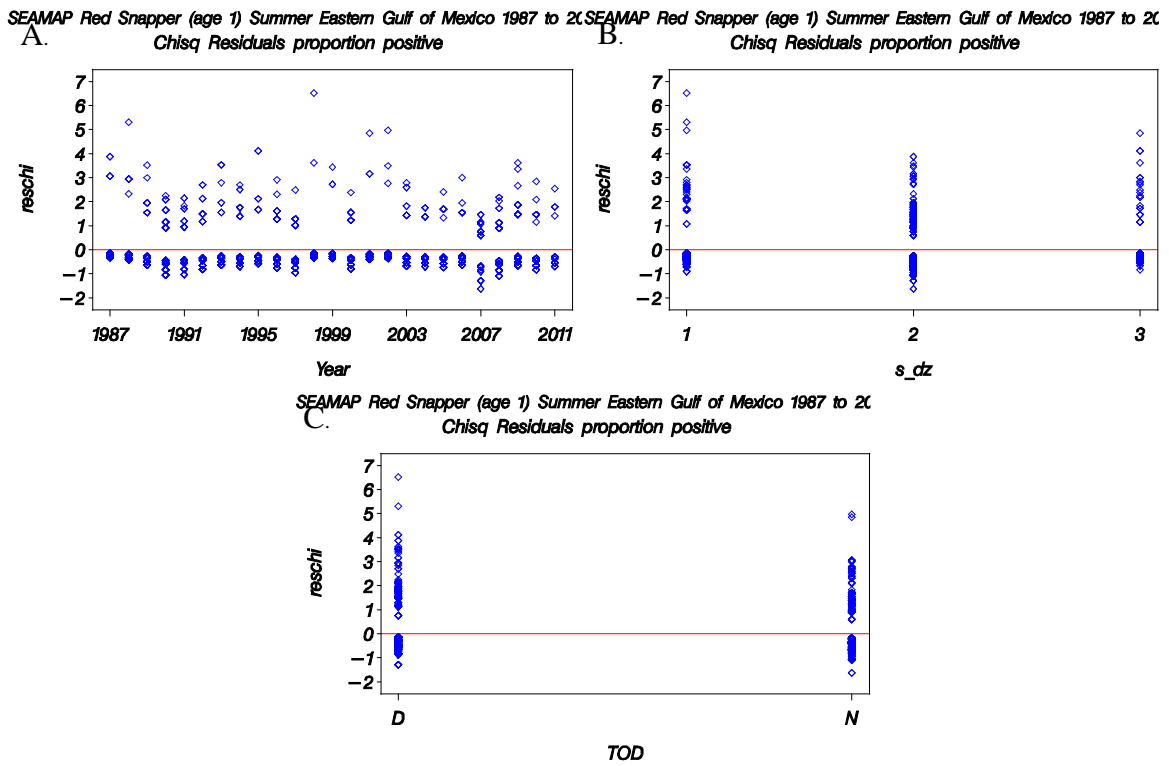 SEAMAP Red Snapper (age 1) Summer Eastern Gulf of Mexico 1987 to 20
A.
Chisq Residuals proportion positive
7
6
5
4
3
2
1
0
−1
−2
reschi
1987 1991 1995 1999 2003 2007 2011
Year
SEAMAP Red Snapper (age 1) Summer Eastern Gulf of Mexico 1987 to 20
B.
Chisq Residuals proportion positive
7
6
5
4
3
2
1
0
−1
−2
reschi
1 2 3
s_dz
SEAMAP Red Snapper (age 1) Summer Eastern Gulf of Mexico 1987 to 20
C.
Chisq Residuals proportion positive
7
6
5
4
3
2
1
0
−1
−2
reschi
D N
TOD